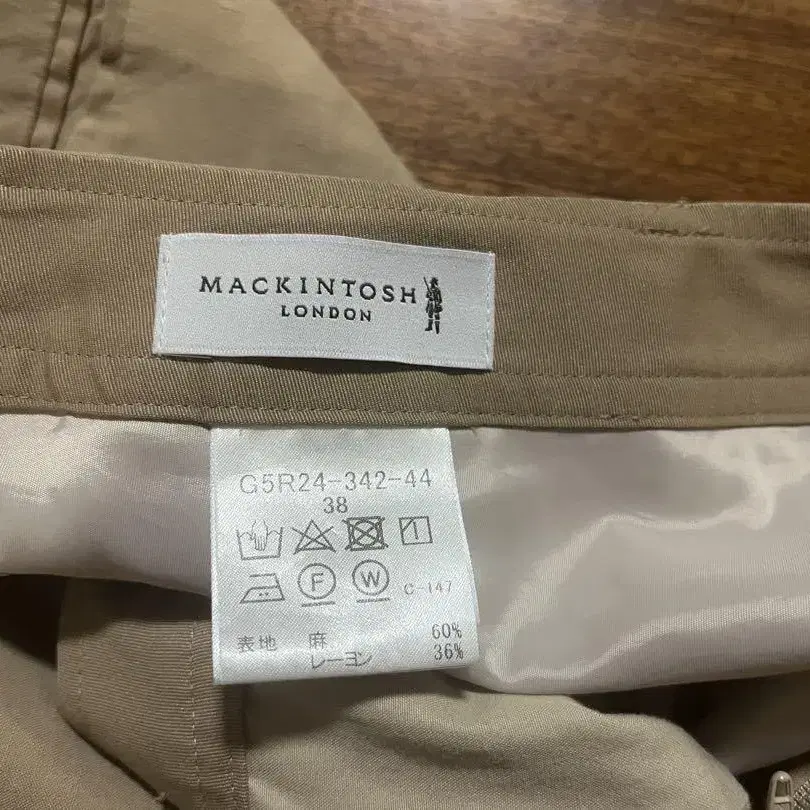 MACKINTOSH
LONDON
G5R24-342-44
38
F W C-147
表地 麻 60%
レーヨン 36%